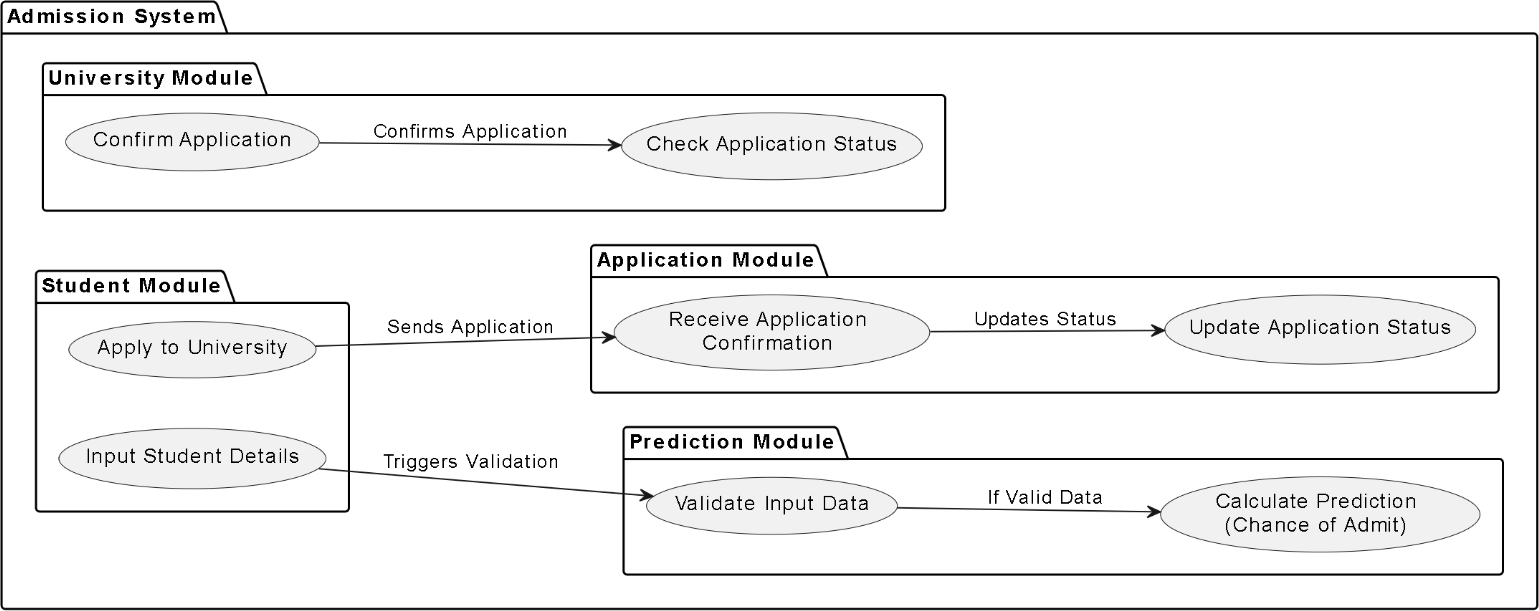 Admission System
University Module
Confirm Application
Confirms Application
Check Application Status
Student Module
Apply to University
Sends Application
Application Module
Receive Application
Confirmation
Updates Status
Update Application Status
Input Student Details
Triggers Validation
Prediction Module
Validate Input Data
If Valid Data
Calculate Prediction
(Chance of Admit)